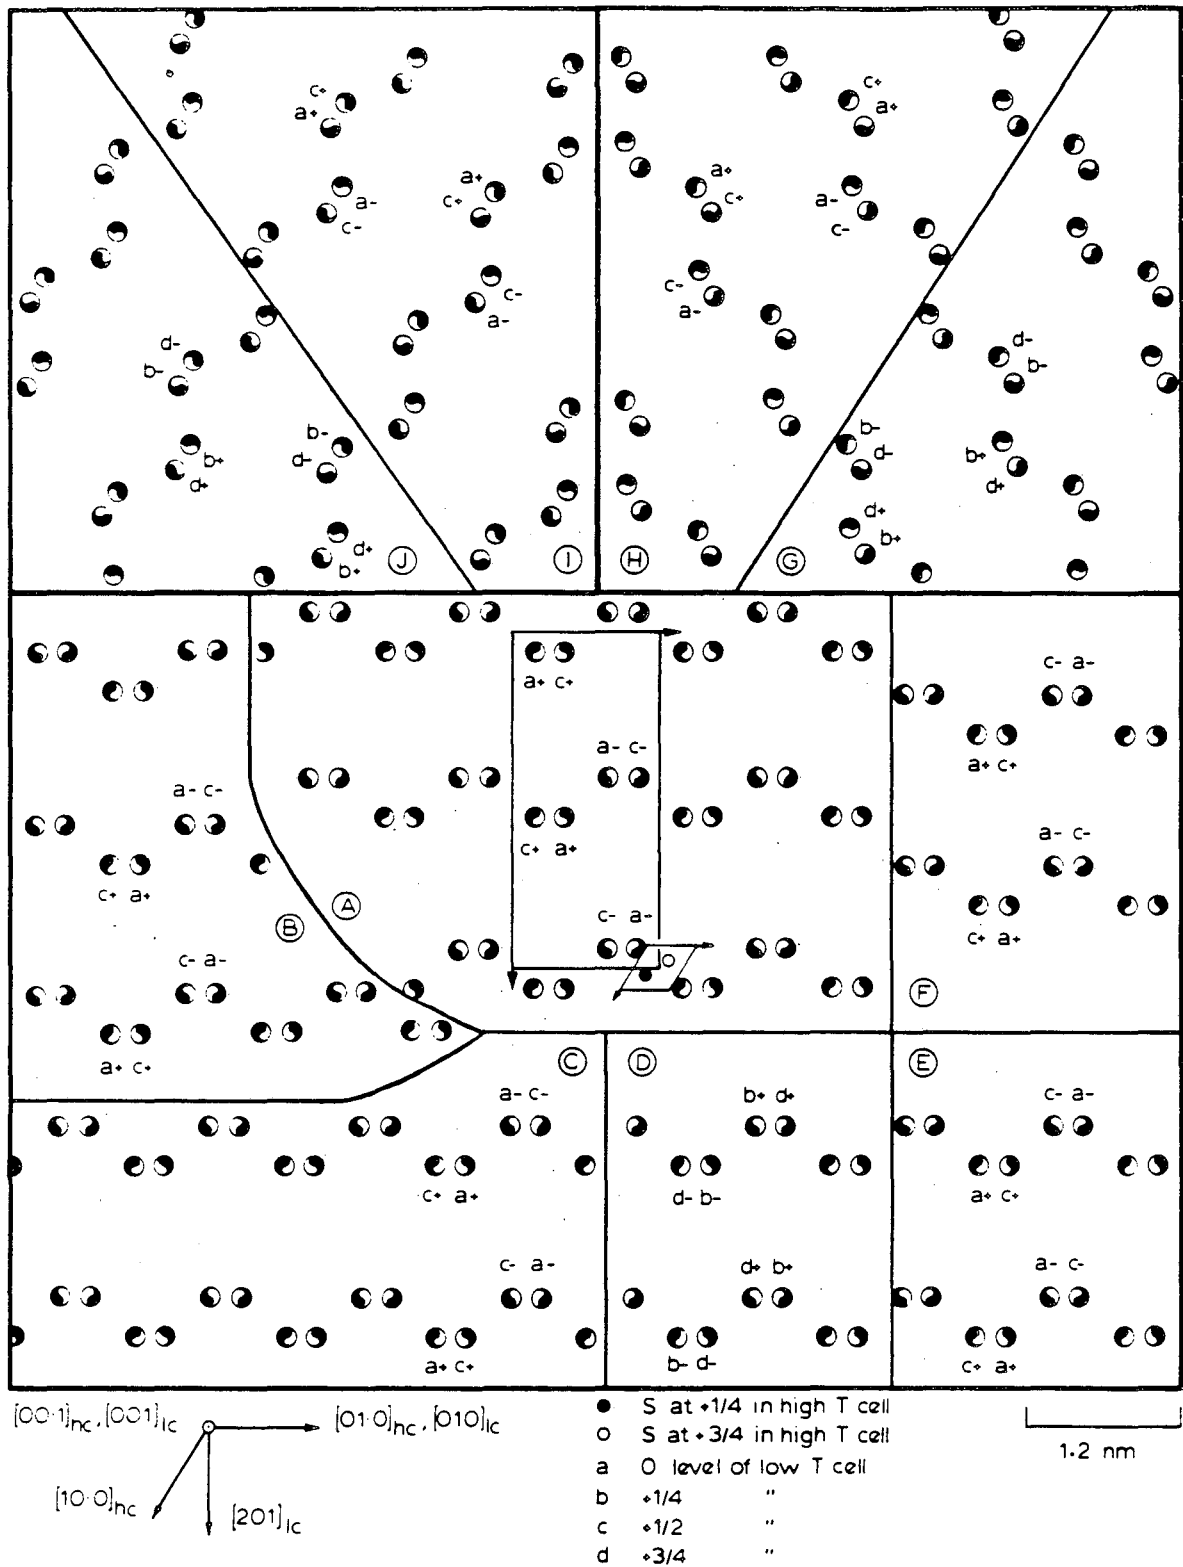 c+
a+
a-
c-
a+
c+
c-
a-
d-
b-
b+
d+
b-
d-
d+
b+
J
I
c+
a+
a+
c+
a-
c-
c-
a-
d-
b-
b-
d-
b+
d+
d+
b+
H
G
a+ c+
c- a-
a- c-
a+ c+
a- c-
c+ a+
a- c-
c+ a+
c+ a+
A
B
c- a-
c- a-
F
a+ c+
C
D
E
a- c-
b+ d+
c- a-
c+ a+
d- b-
a+ c+
c- a-
d+ b+
a- c-
a+ c+
b- d-
c+ a+
[00·1]hc, [001]lc
[01·0]hc, [010]lc
[10·0]hc
[201]lc
S at +1/4 in high T cell
S at +3/4 in high T cell
a O level of low T cell
b +1/4 "
c +1/2 "
d +3/4 "
1.2 nm